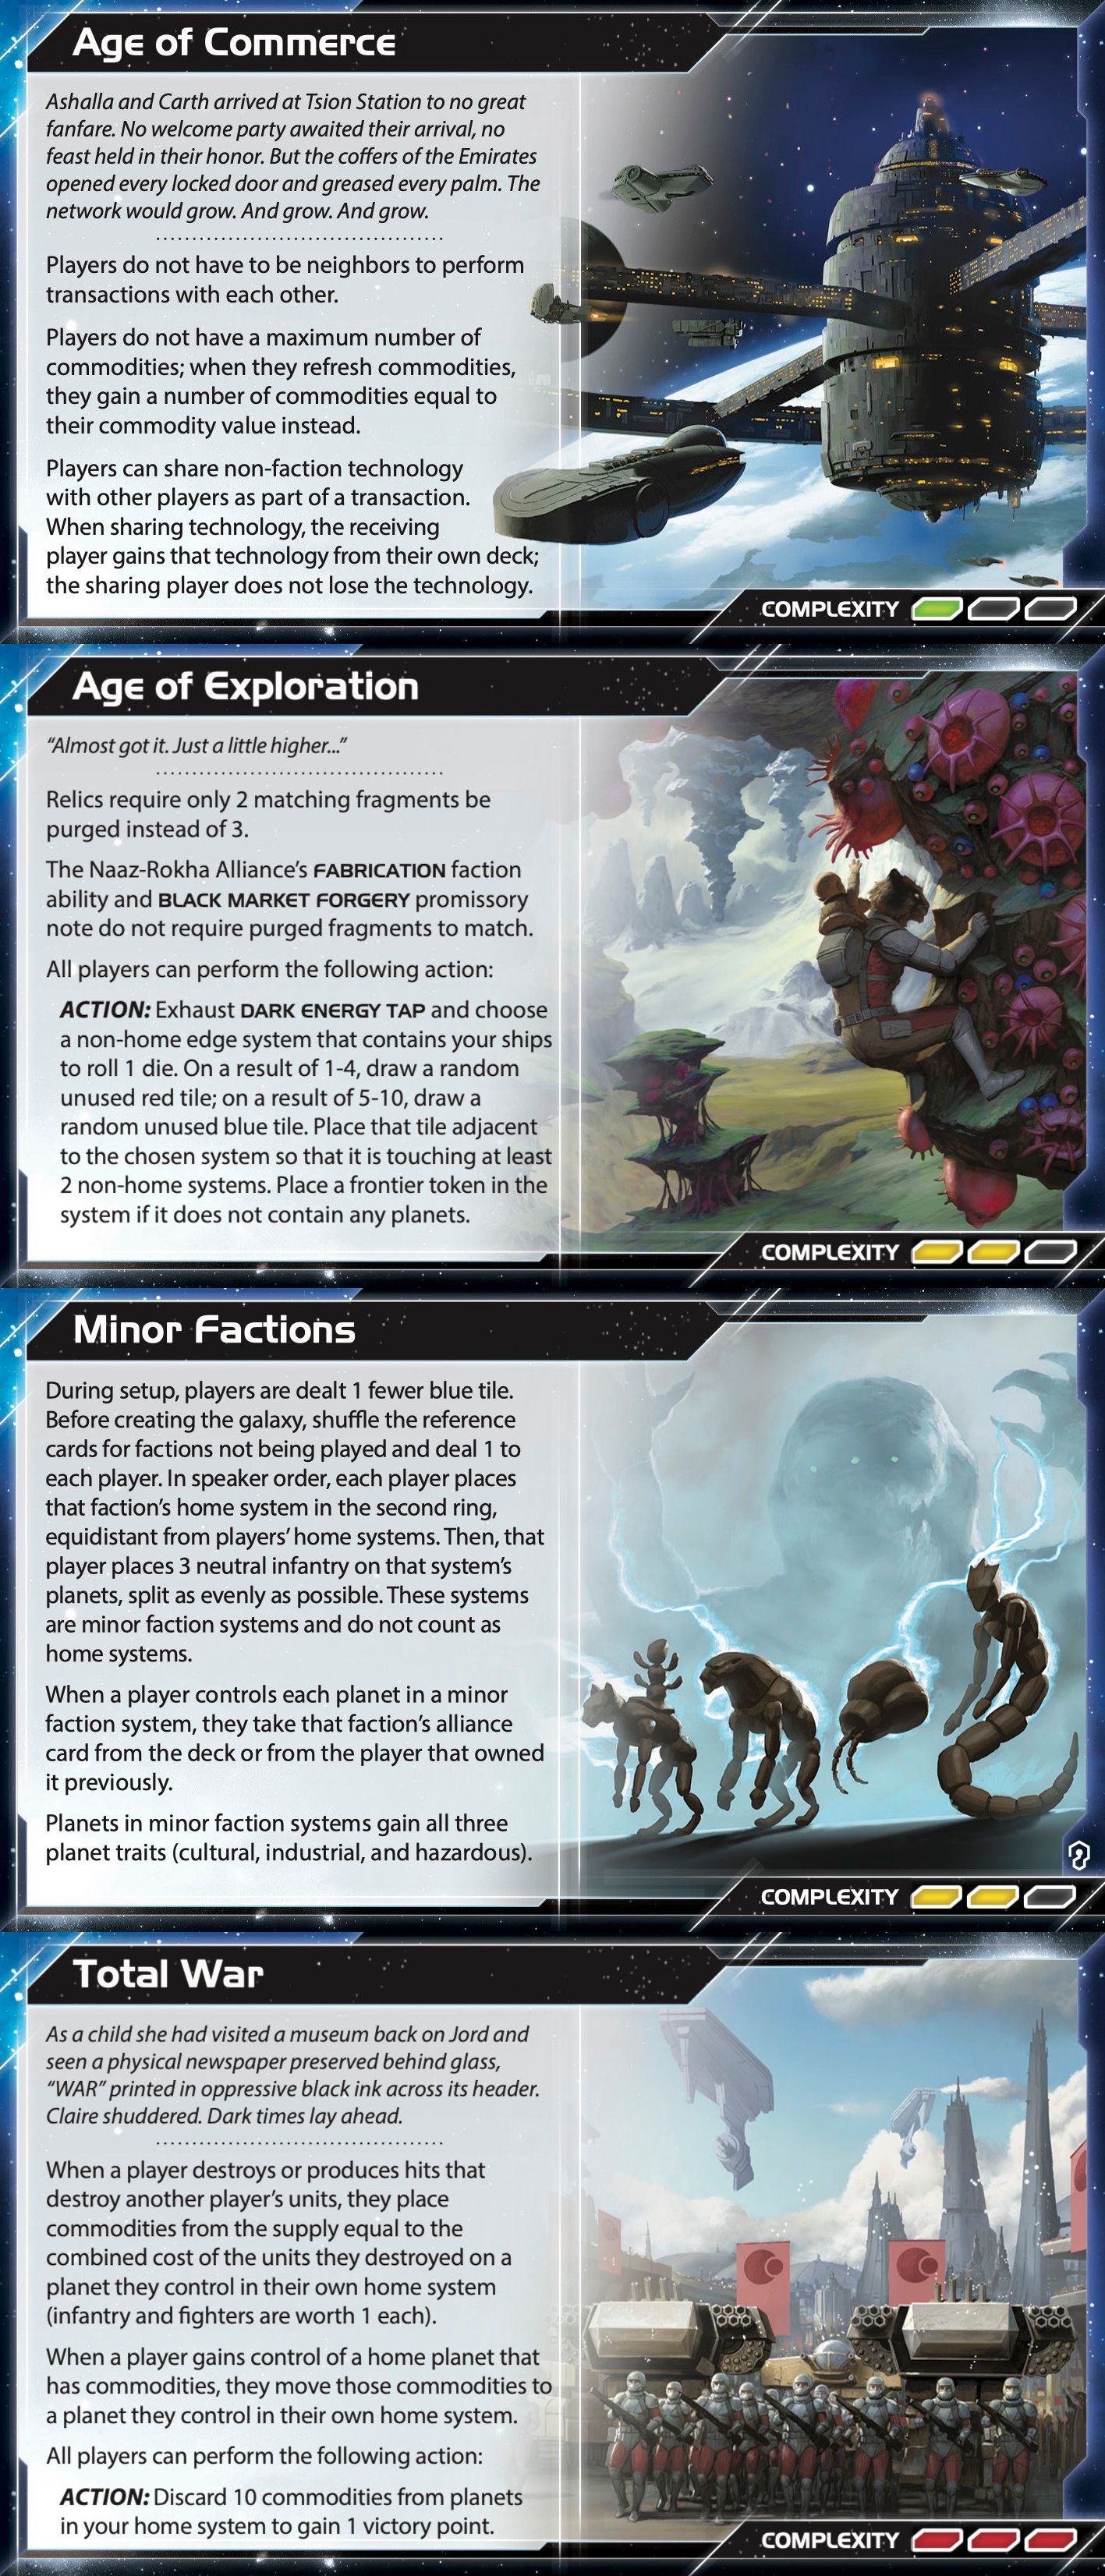 Age of Commerce
Ashalla and Carth arrived at Tsion Station to no great
fanfare. No welcome party awaited their arrival, no
feast held in their honor. But the coffers of the Emirates
opened every locked door and greased every palm. The
network would grow. And grow. And grow.
Players do not have to be neighbors to perform
transactions with each other.
Players do not have a maximum number of
commodities; when they refresh commodities,
they gain a number of commodities equal to
their commodity value instead.
Players can share non-faction technology
with other players as part of a transaction.
When sharing technology, the receiving
player gains that technology from their own deck;
the sharing player does not lose the technology.
COMPLEXITY
Age of Exploration
“Almost got it. Just a little higher...”
Relics require only 2 matching fragments be
purged instead of 3.
The Naaz-Rokha Alliance’s FABRICATION faction
ability and BLACK MARKET FORGERY promissory
note do not require purged fragments to match.
All players can perform the following action:
ACTION: Exhaust DARK ENERGY TAP and choose
a non-home edge system that contains your ships
to roll 1 die. On a result of 1-4, draw a random
unused red tile; on a result of 5-10, draw a
random unused blue tile. Place that tile adjacent
to the chosen system so that it is touching at least
2 non-home systems. Place a frontier token in the
system if it does not contain any planets.
COMPLEXITY
Minor Factions
During setup, players are dealt 1 fewer blue tile.
Before creating the galaxy, shuffle the reference
cards for factions not being played and deal 1 to
each player. In speaker order, each player places
that faction’s home system in the second ring,
equidistant from players’ home systems. Then, that
player places 3 neutral infantry on that system’s
planets, split as evenly as possible. These systems
are minor faction systems and do not count as
home systems.
When a player controls each planet in a minor
faction system, they take that faction’s alliance
card from the deck or from the player that owned
it previously.
Planets in minor faction systems gain all three
planet traits (cultural, industrial, and hazardous).
COMPLEXITY
Total War
As a child she had visited a museum back on Jord and
seen a physical newspaper preserved behind glass,
“WAR” printed in oppressive black ink across its header.
Claire shuddered. Dark times lay ahead.
When a player destroys or produces hits that
destroy another player’s units, they place
commodities from the supply equal to the
combined cost of the units they destroyed on a
planet they control in their own home system
(infantry and fighters are worth 1 each).
When a player gains control of a home planet that
has commodities, they move those commodities to
a planet they control in their own home system.
All players can perform the following action:
ACTION: Discard 10 commodities from planets
in your home system to gain 1 victory point.
COMPLEXITY